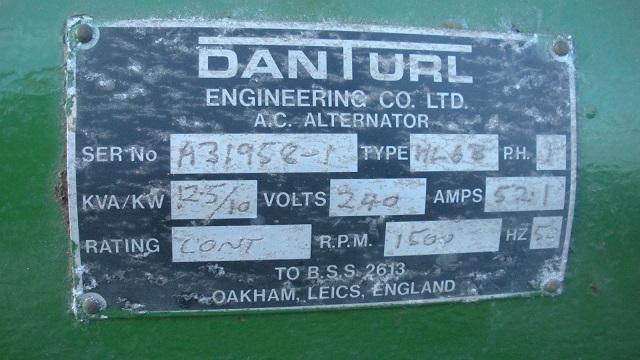 DANTURL
ENGINEERING CO. LTD.
A.C. ALTERNATOR
SER No A31958-1 TYPE ML6B P.H. 1
KVA/KW 12.5/10 VOLTS 240 AMPS 52.1
RATING CONT R.P.M. 1500 HZ 50
TO B.S.S. 2613
OAKHAM, LEICS, ENGLAND